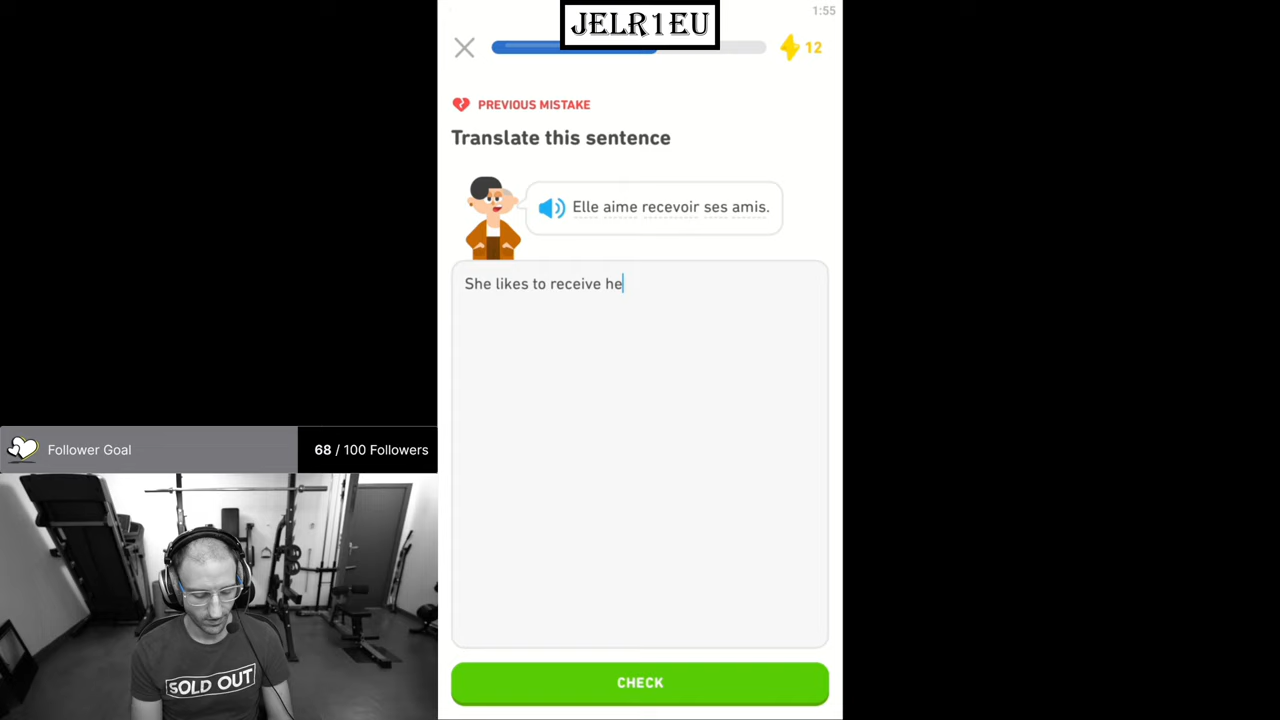 1:55
JELR1EU
12
PREVIOUS MISTAKE
Translate this sentence
Elle aime recevoir ses amis.
She likes to receive he
Follower Goal
68 / 100 Followers
SOLD OUT
CHECK